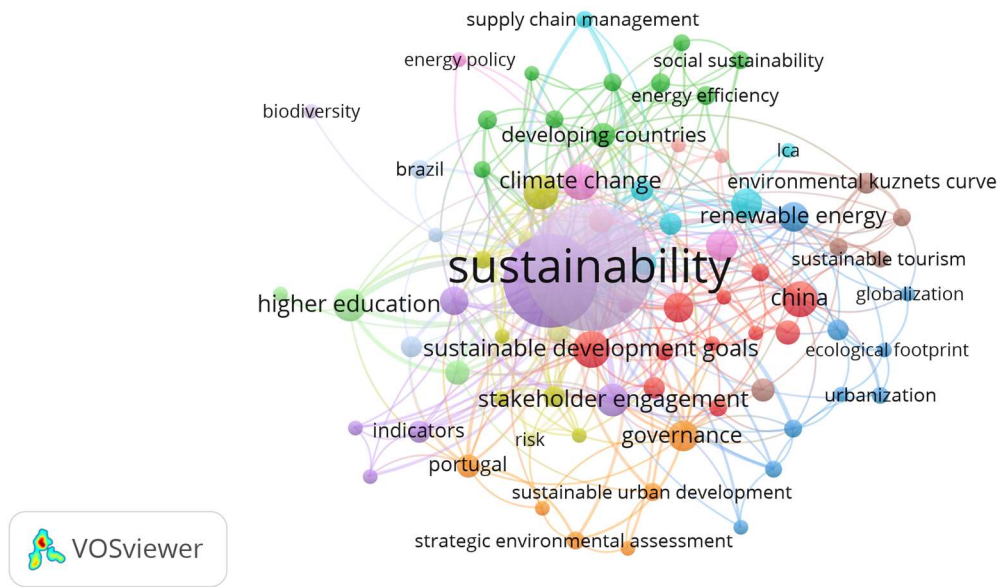 supply chain management
energy policy
social sustainability
energy efficiency
biodiversity
developing countries
lca
brazil
climate change
environmental kuznets curve
renewable energy
sustainability
sustainable tourism
higher education
china
globalization
sustainable development goals
ecological footprint
stakeholder engagement
urbanization
indicators
risk
governance
portugal
sustainable urban development
strategic environmental assessment
VOSviewer